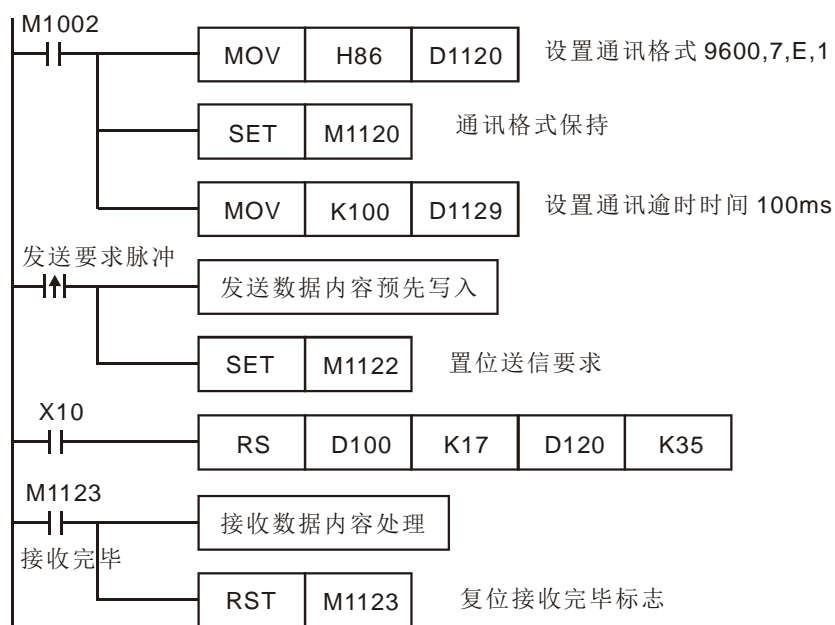 M1002
MOV H86 D1120 设置通讯格式 9600,7,E,1
SET M1120 通讯格式保持
MOV K100 D1129 设置通讯逾时时间 100ms
发送要求脉冲
发送数据内容预先写入
SET M1122 置位送信要求
X10
RS D100 K17 D120 K35
M1123
接收数据内容处理
接收完毕
RST M1123 复位接收完毕标志